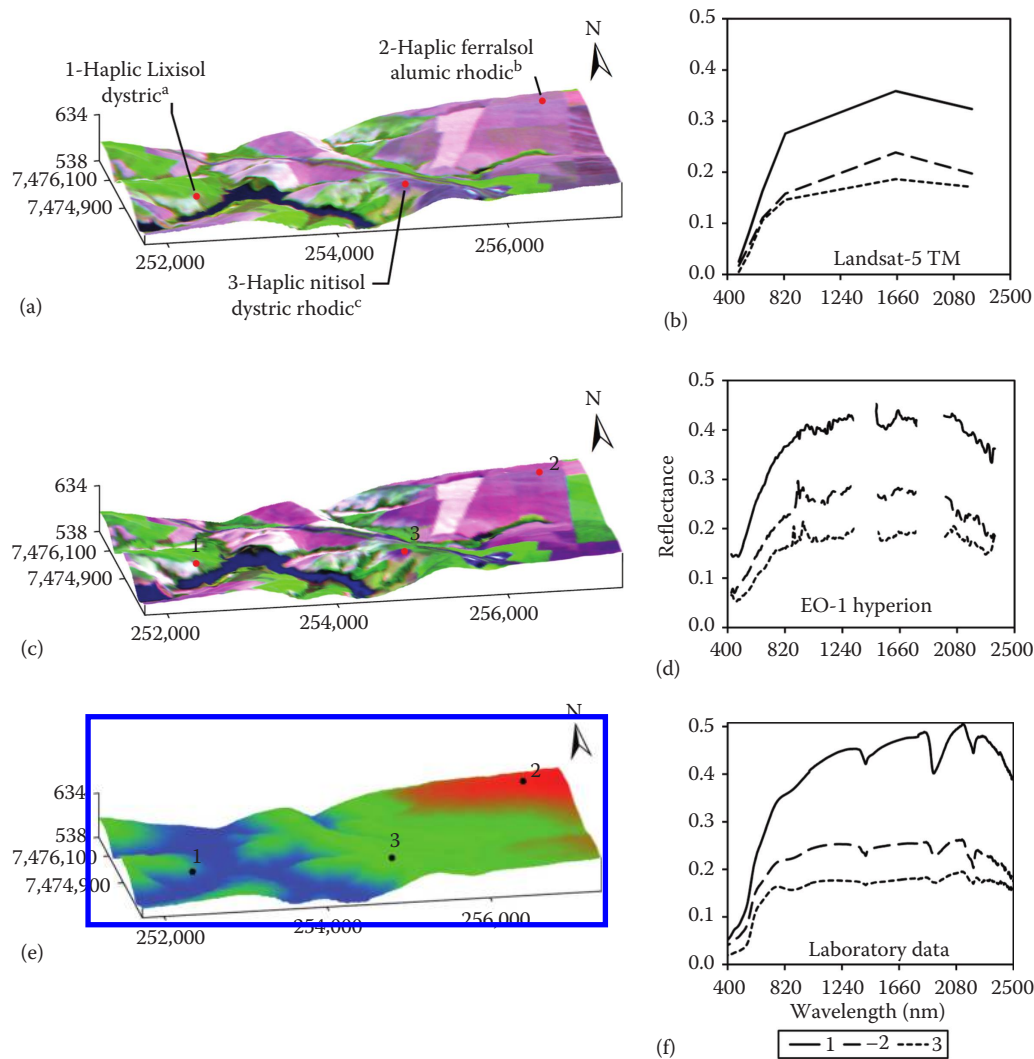 N
1-Haplic Lixisol
dystricᵃ
2-Haplic ferralsol
alumic rhodicᵇ
634
538
7,476,100
7,474,900
252,000
254,000
256,000
3-Haplic nitisol
dystric rhodicᶜ
(a)
0.5
0.4
0.3
0.2
0.1
0.0
400 820 1240 1660 2080 2500
Landsat-5 TM
(b)
N
634
538
7,476,100
7,474,900
1
2
3
252,000
254,000
256,000
(c)
0.5
0.4
0.3
0.2
0.1
0.0
Reflectance
400 820 1240 1660 2080 2500
EO-1 hyperion
(d)
N
634
538
7,476,100
7,474,900
1
2
3
252,000
254,000
256,000
(e)
0.5
0.4
0.3
0.2
0.1
0.0
Laboratory data
400 820 1240 1660 2080 2500
Wavelength (nm)
1 −2 3
(f)